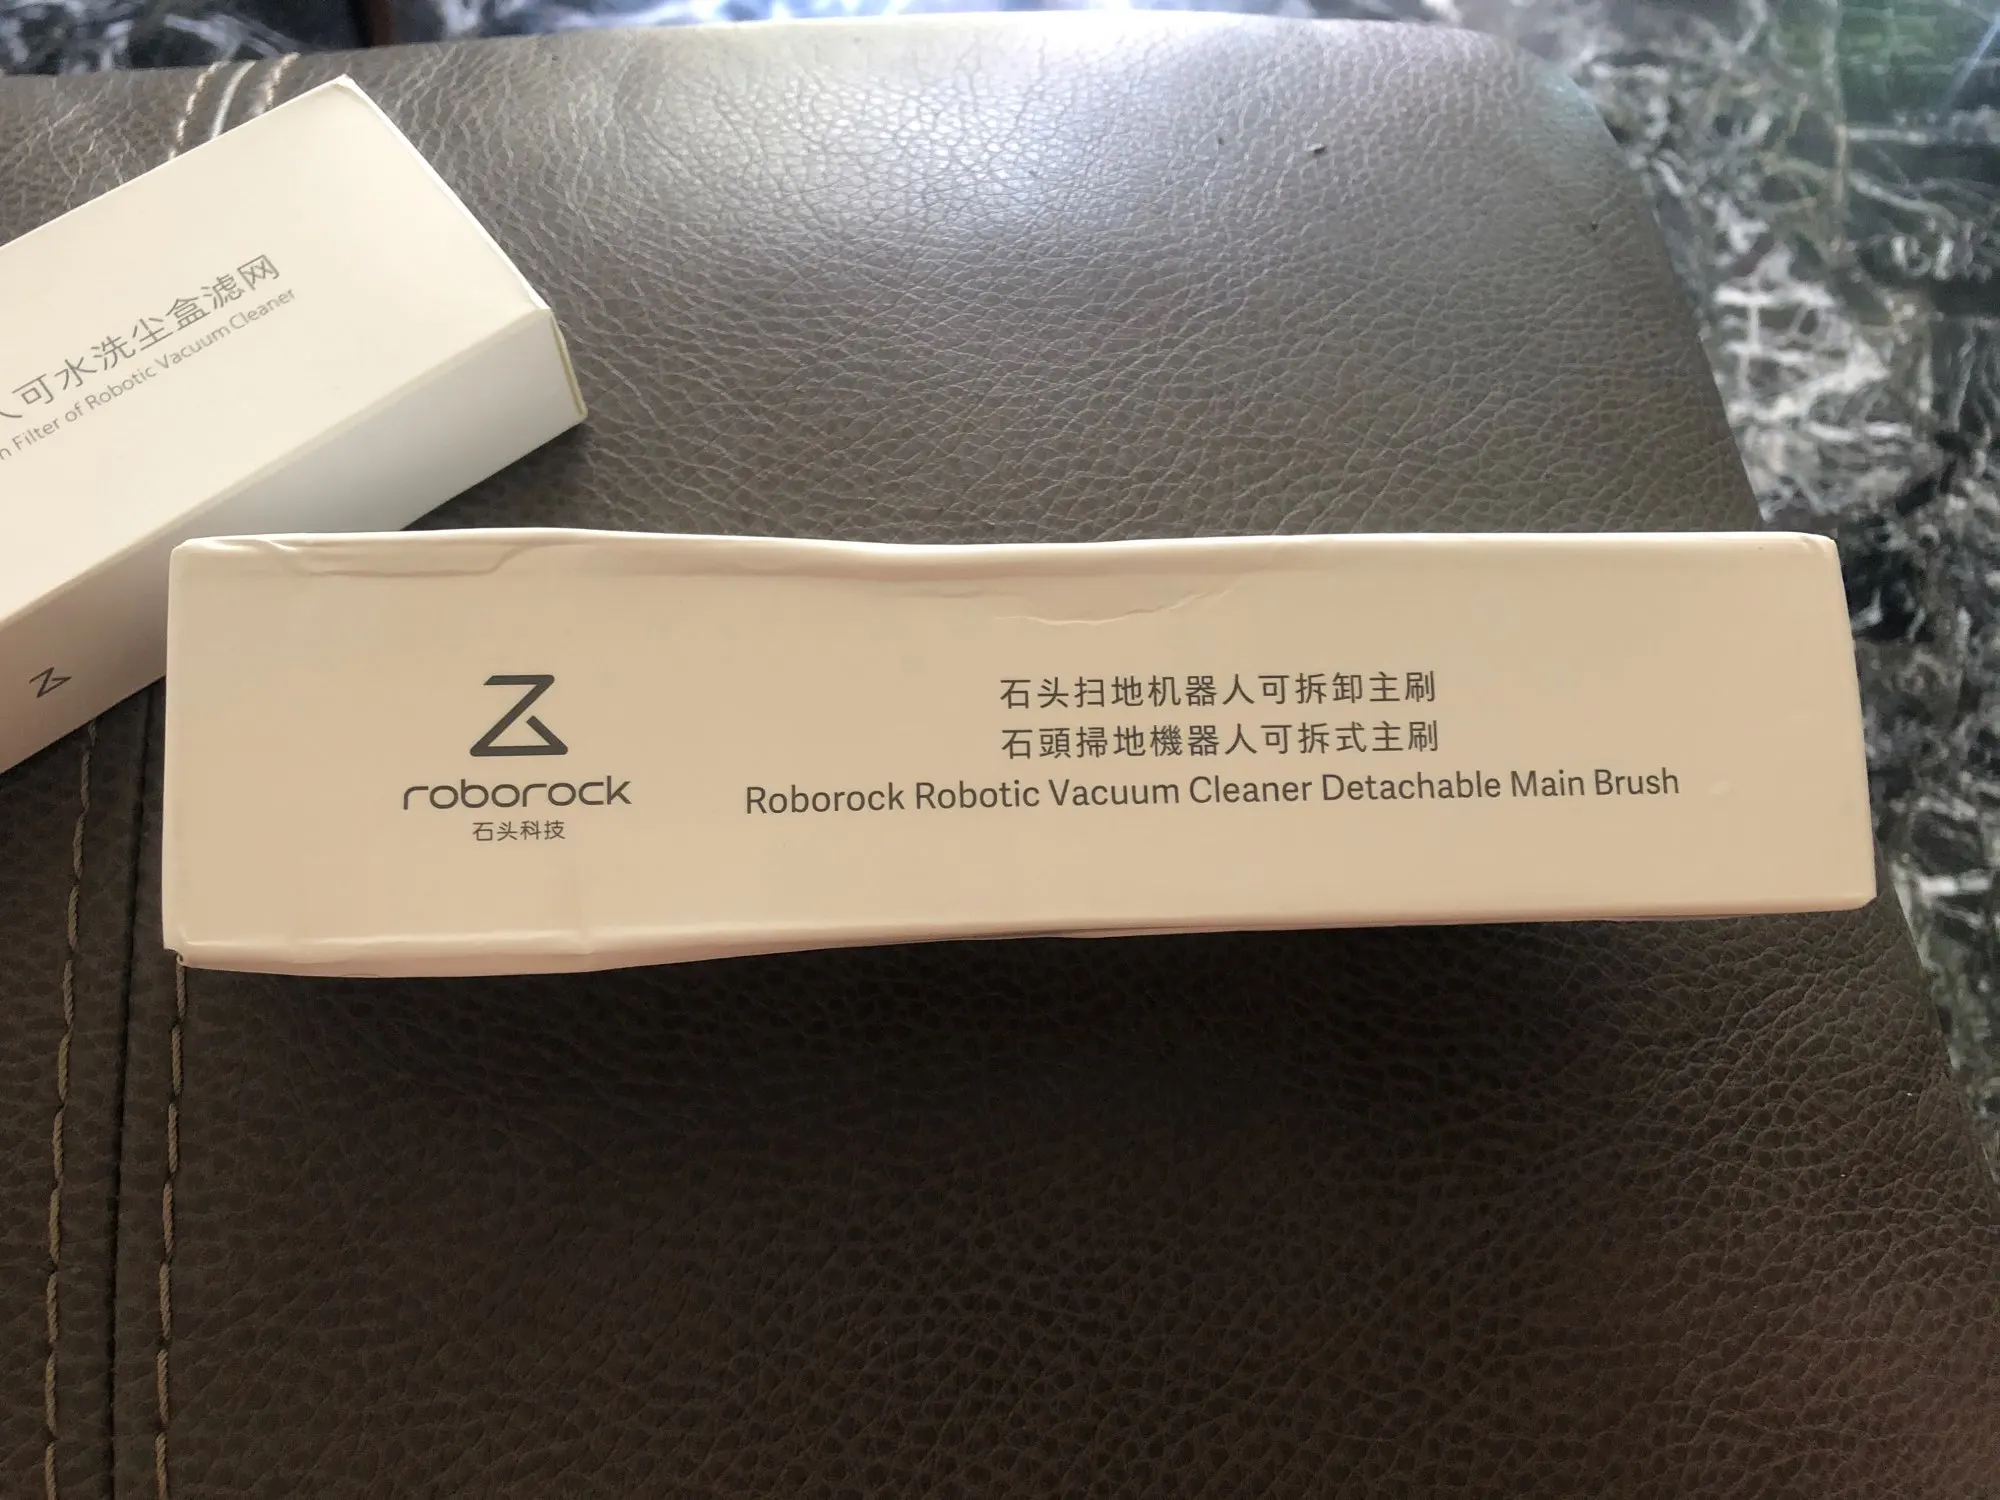 可水洗尘盒滤网
Filter of Robotic Vacuum Cleaner
roborock
石头科技
石头扫地机器人可拆卸主刷
石頭掃地機器人可拆式主刷
Roborock Robotic Vacuum Cleaner Detachable Main Brush